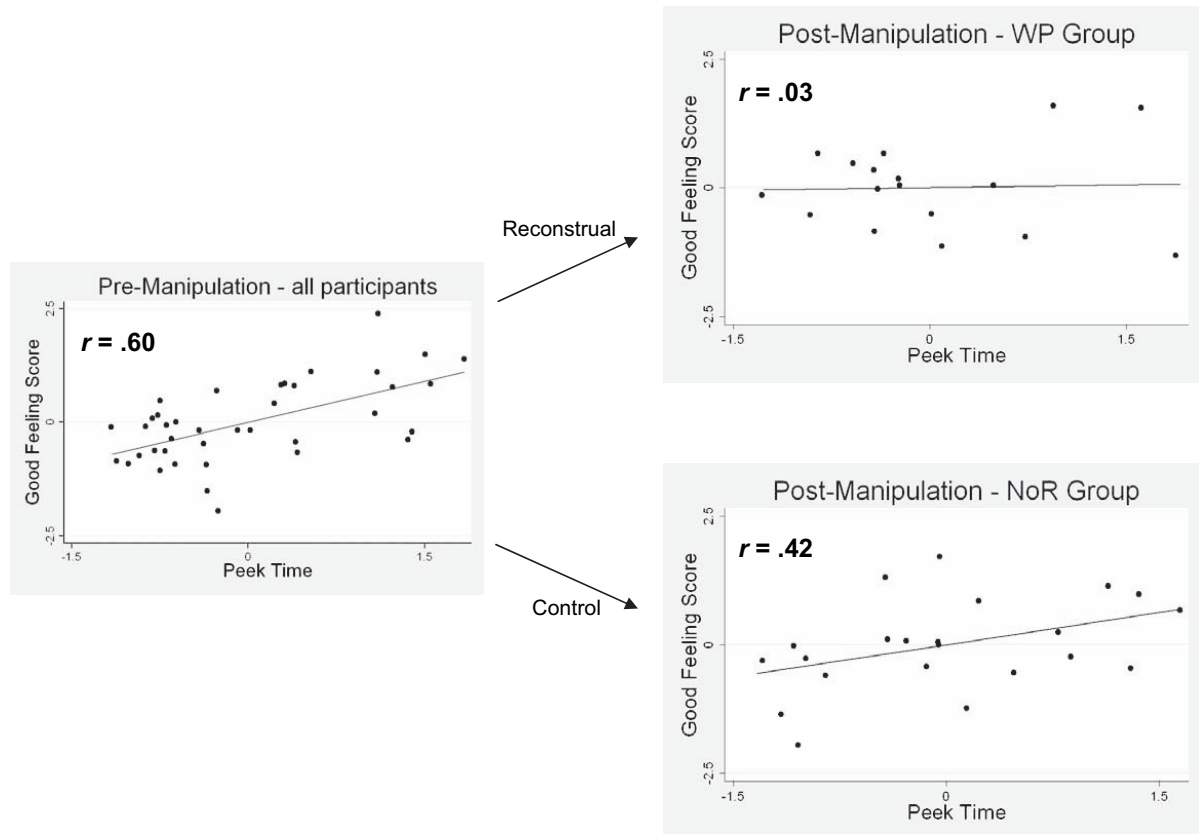 Post-Manipulation - WP Group
r = .03
Good Feeling Score
2.5
0
-2.5
-1.5
0
1.5
Peek Time
Reconstrual
Pre-Manipulation - all participants
r = .60
Good Feeling Score
2.5
0
-2.5
-1.5
0
1.5
Peek Time
Control
Post-Manipulation - NoR Group
r = .42
Good Feeling Score
2.5
0
-2.5
-1.5
0
1.5
Peek Time